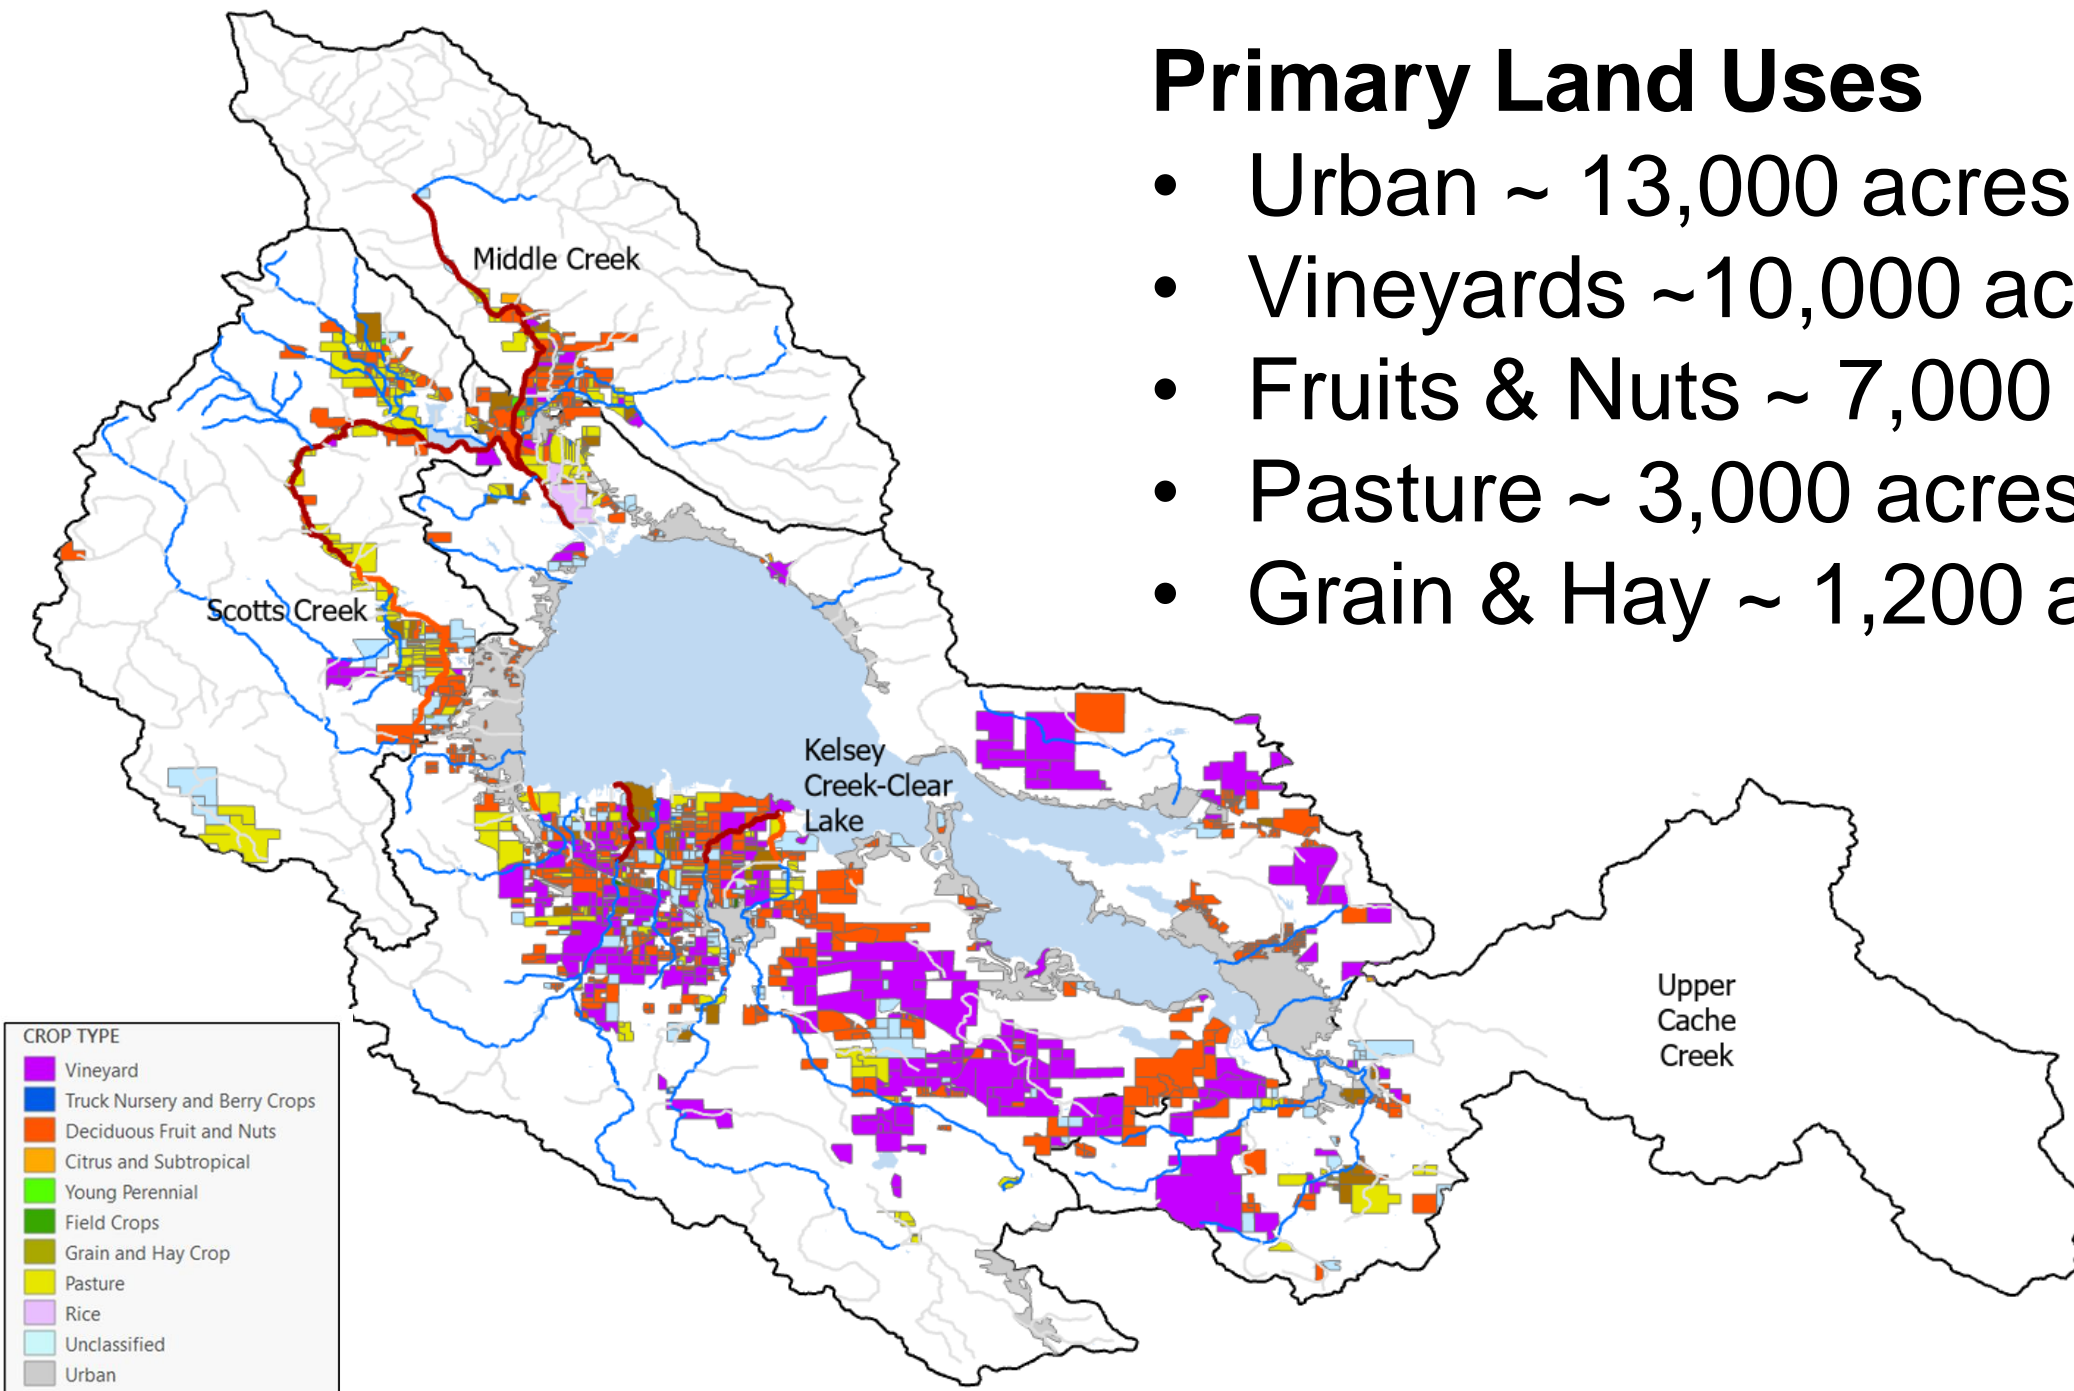 Primary Land Uses
• Urban ~ 13,000 acres
• Vineyards ~10,000 ac
• Fruits & Nuts ~ 7,000
• Pasture ~ 3,000 acres
• Grain & Hay ~ 1,200 a
Middle Creek
Scotts Creek
Kelsey
Creek-Clear
Lake
Upper
Cache
Creek
CROP TYPE
Vineyard
Truck Nursery and Berry Crops
Deciduous Fruit and Nuts
Citrus and Subtropical
Young Perennial
Field Crops
Grain and Hay Crop
Pasture
Rice
Unclassified
Urban